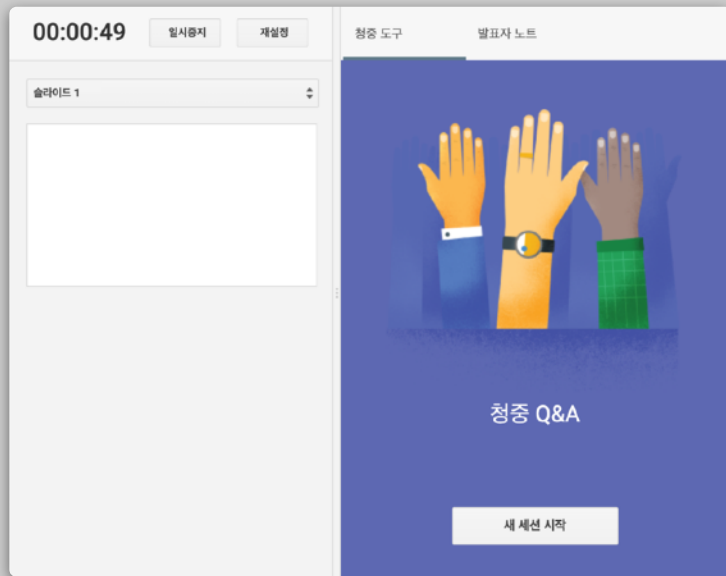 00:00:49 일시중지 재설정
슬라이드 1
청중 도구 발표자 노트
청중 Q&A
새 세션 시작